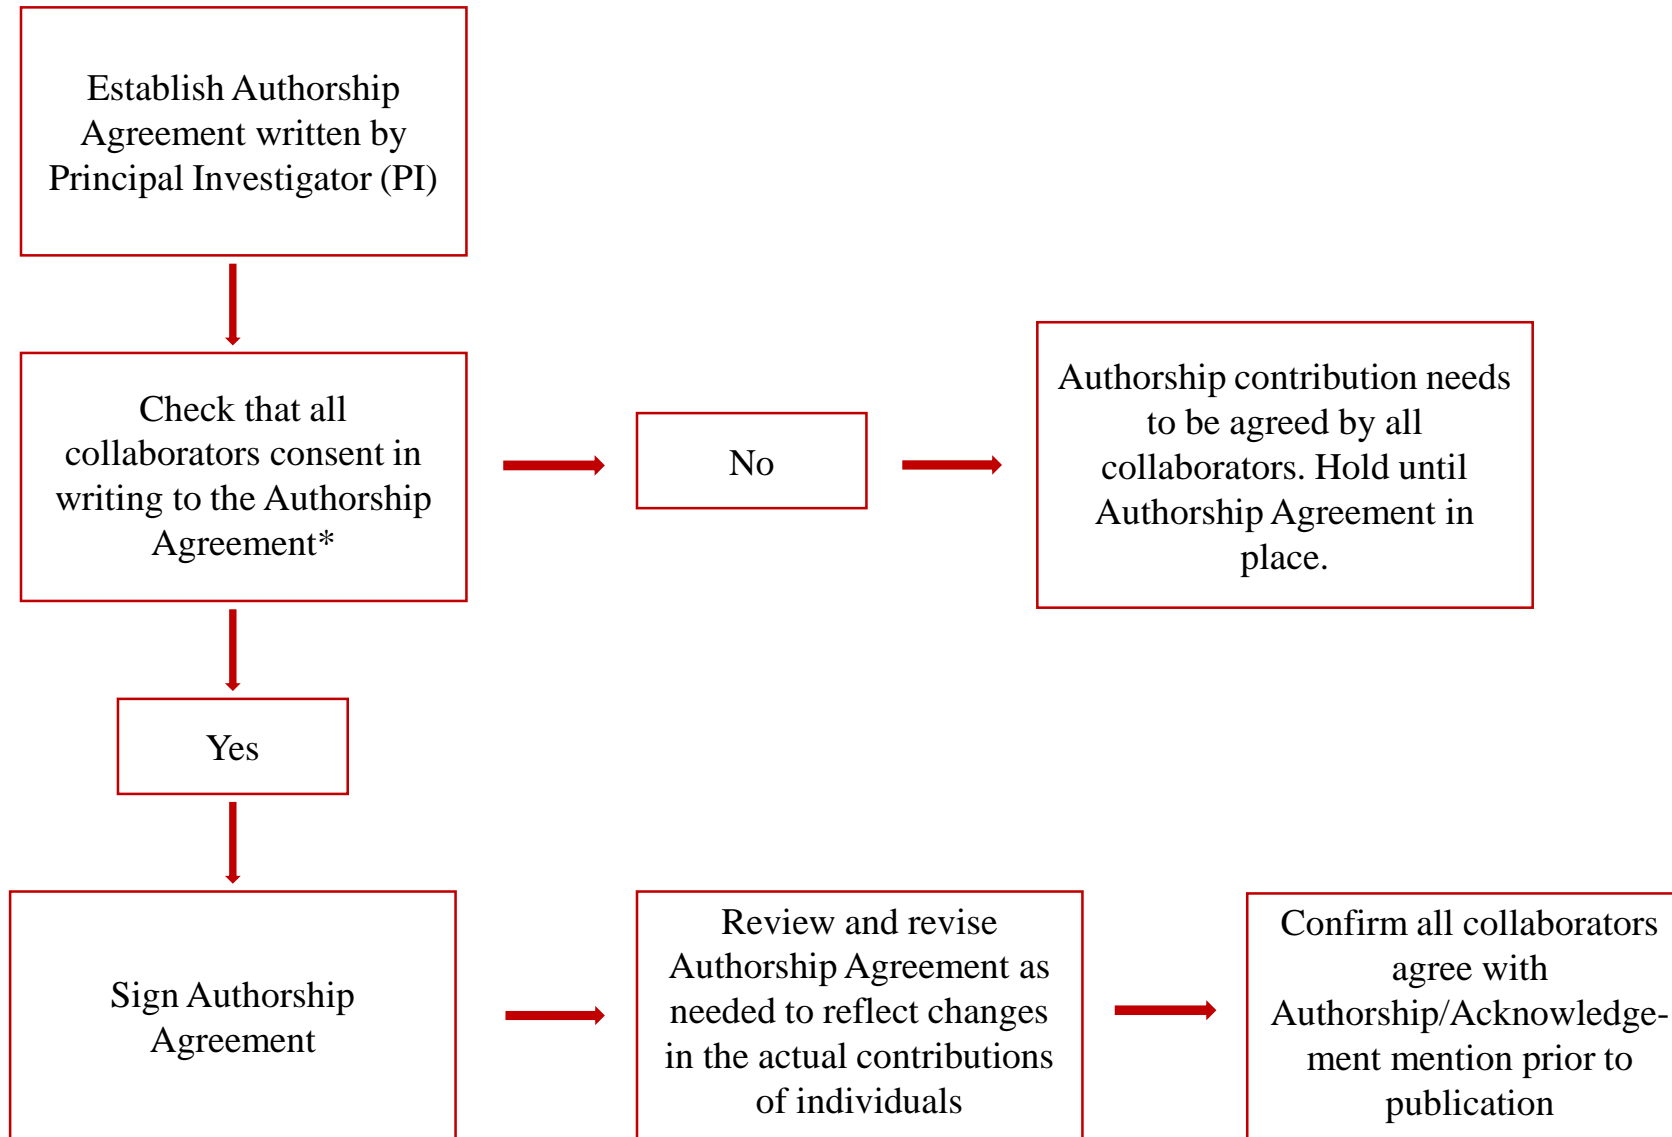 Establish Authorship
Agreement written by
Principal Investigator (PI)
Check that all
collaborators consent in
writing to the Authorship
Agreement*
No
Authorship contribution needs
to be agreed by all
collaborators. Hold until
Authorship Agreement in
place.
Yes
Sign Authorship
Agreement
Review and revise
Authorship Agreement as
needed to reflect changes
in the actual contributions
of individuals
Confirm all collaborators
agree with
Authorship/Acknowledge-
ment mention prior to
publication